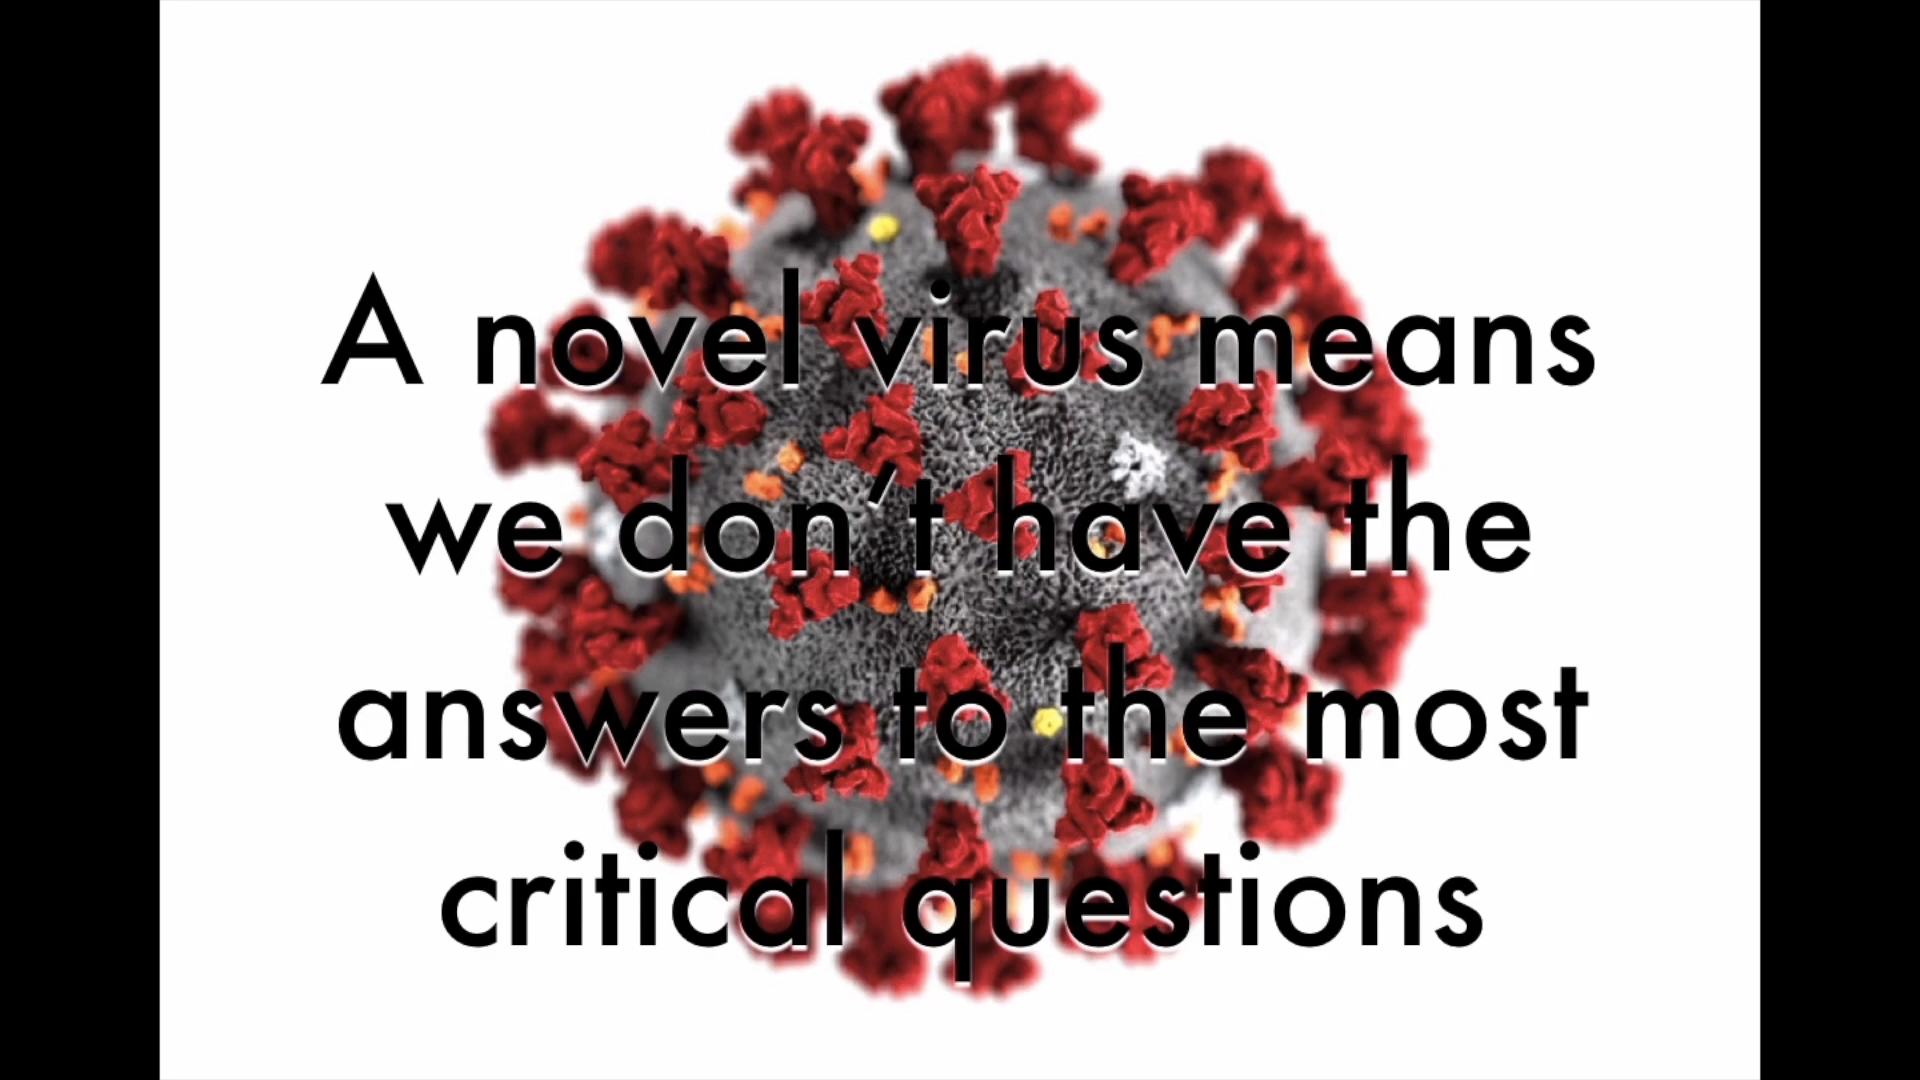 A novel virus means
we don’t have the
answers to the most
critical questions